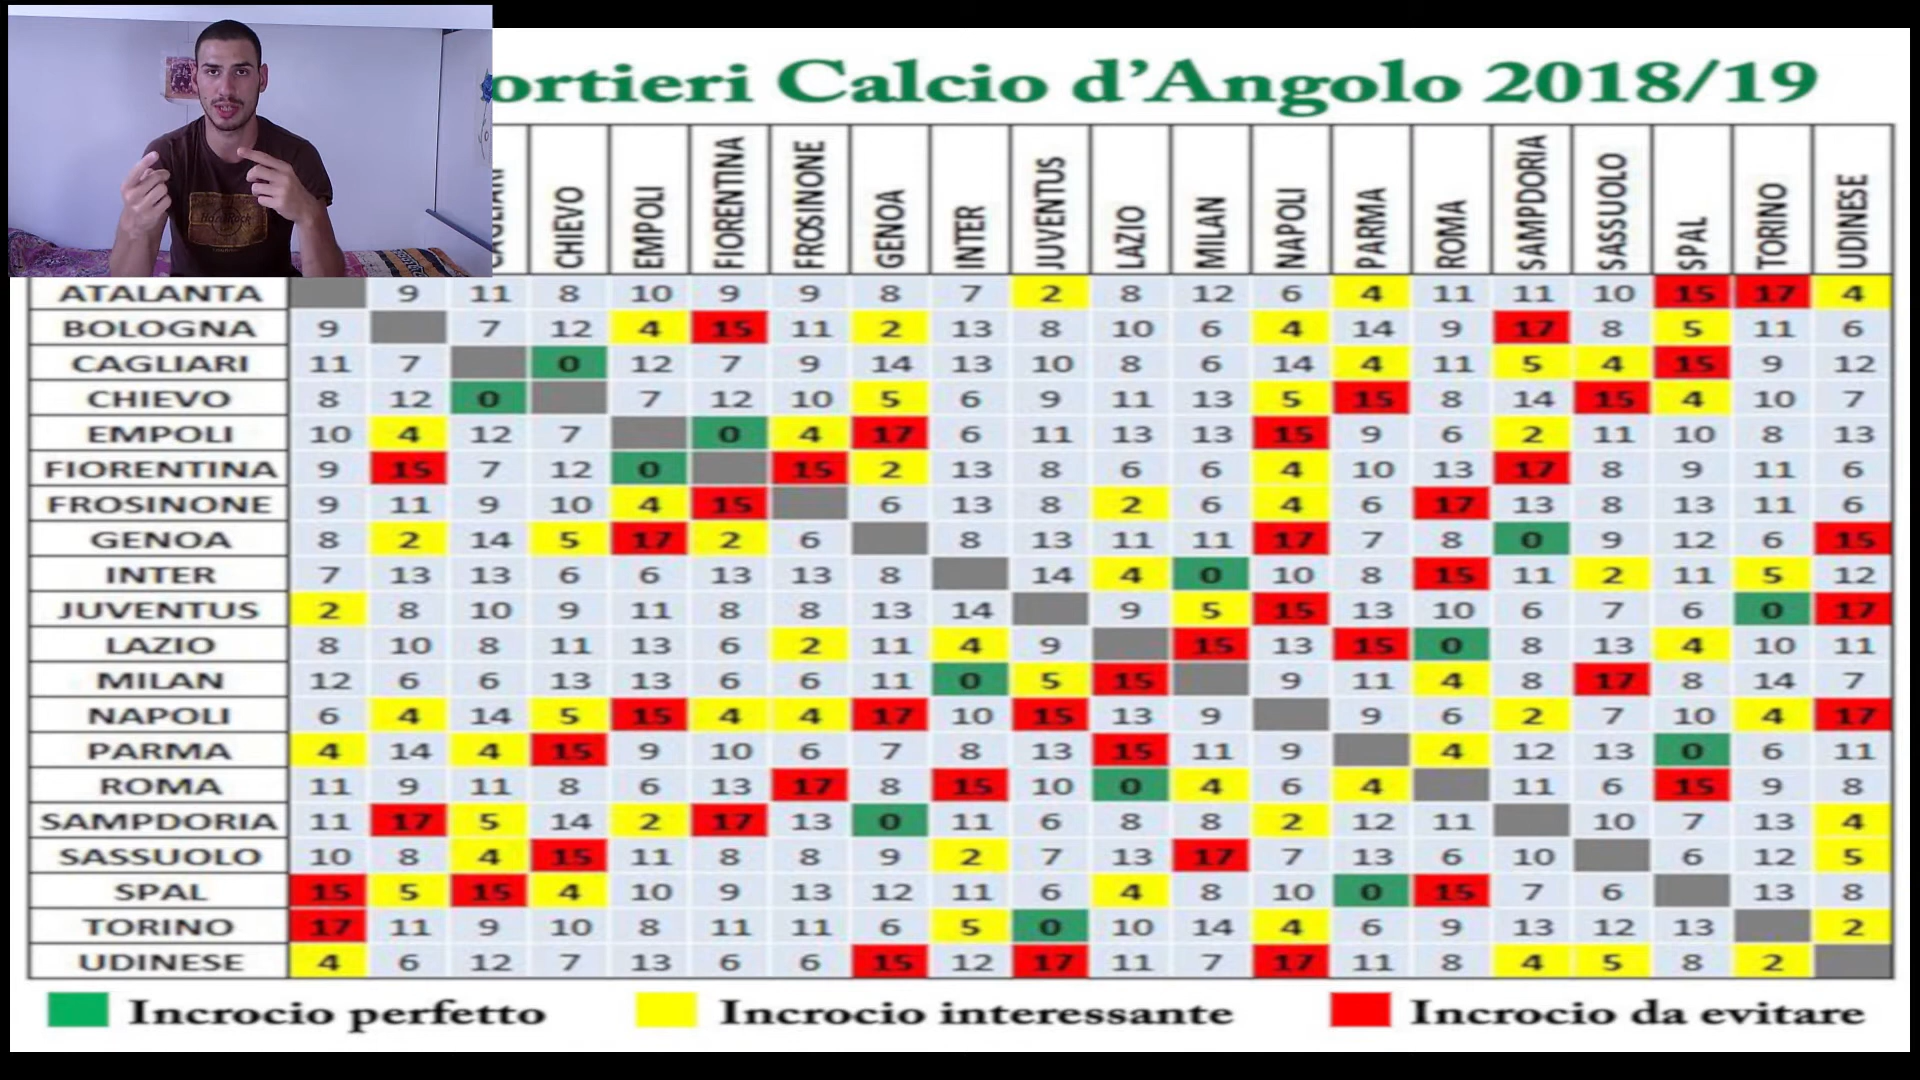 ortieri Calcio d'Angolo 2018/19
CAGLIARI CHIEVO EMPOLI FIORENTINA FROSINONE GENOA INTER JUVENTUS LAZIO MILAN NAPOLI PARMA ROMA SAMPDORIA SASSUOLO SPAL TORINO UDINESE
ATALANTA 9 11 8 10 9 9 8 7 2 8 12 6 4 11 11 10 15 17 4
BOLOGNA 9 7 12 4 15 11 2 13 8 10 6 4 14 9 17 8 5 11 6
CAGLIARI 11 7 0 12 7 9 14 13 10 8 6 14 4 11 5 4 15 9 12
CHIEVO 8 12 0 7 12 10 5 6 9 11 13 5 15 8 14 15 4 10 7
EMPOLI 10 4 12 7 0 4 17 6 11 13 13 15 9 6 2 11 10 8 13
FIORENTINA 9 15 7 12 0 15 2 13 8 6 6 4 10 13 17 8 9 11 6
FROSINONE 9 11 9 10 4 15 6 13 8 2 6 4 6 17 13 8 13 11 6
GENOA 8 2 14 5 17 2 6 8 13 11 11 17 7 8 0 9 12 6 15
INTER 7 13 13 6 6 13 13 8 14 4 0 10 8 15 11 2 11 5 12
JUVENTUS 2 8 10 9 11 8 8 13 14 9 5 15 13 10 6 7 6 0 17
LAZIO 8 10 8 11 13 6 2 11 4 9 15 13 15 0 8 13 4 10 11
MILAN 12 6 6 13 13 6 6 11 0 5 15 9 11 4 8 17 8 14 7
NAPOLI 6 4 14 5 15 4 4 17 10 15 13 9 9 6 2 7 10 4 17
PARMA 4 14 4 15 9 10 6 7 8 13 15 11 9 4 12 13 0 6 11
ROMA 11 9 11 8 6 13 17 8 15 10 0 4 6 4 11 6 15 9 8
SAMPDORIA 11 17 5 14 2 17 13 0 11 6 8 8 2 12 11 10 7 13 4
SASSUOLO 10 8 4 15 11 8 8 9 2 7 13 17 7 13 6 10 6 12 5
SPAL 15 5 15 4 10 9 13 12 11 6 4 8 10 0 15 7 6 13 8
TORINO 17 11 9 10 8 11 11 6 5 0 10 14 4 6 9 13 12 13 2
UDINESE 4 6 12 7 13 6 6 15 12 17 11 7 17 11 8 4 5 8 2
Incrocio perfetto Incrocio interessante Incrocio da evitare